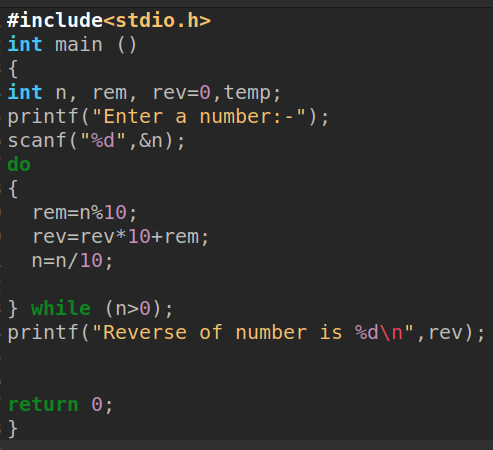 #include<stdio.h>
int main ()
{
int n, rem, rev=0,temp;
printf("Enter a number:-");
scanf("%d",&n);
do
{
  rem=n%10;
  rev=rev*10+rem;
  n=n/10;

} while (n>0);
printf("Reverse of number is %d\n",rev);


return 0;
}